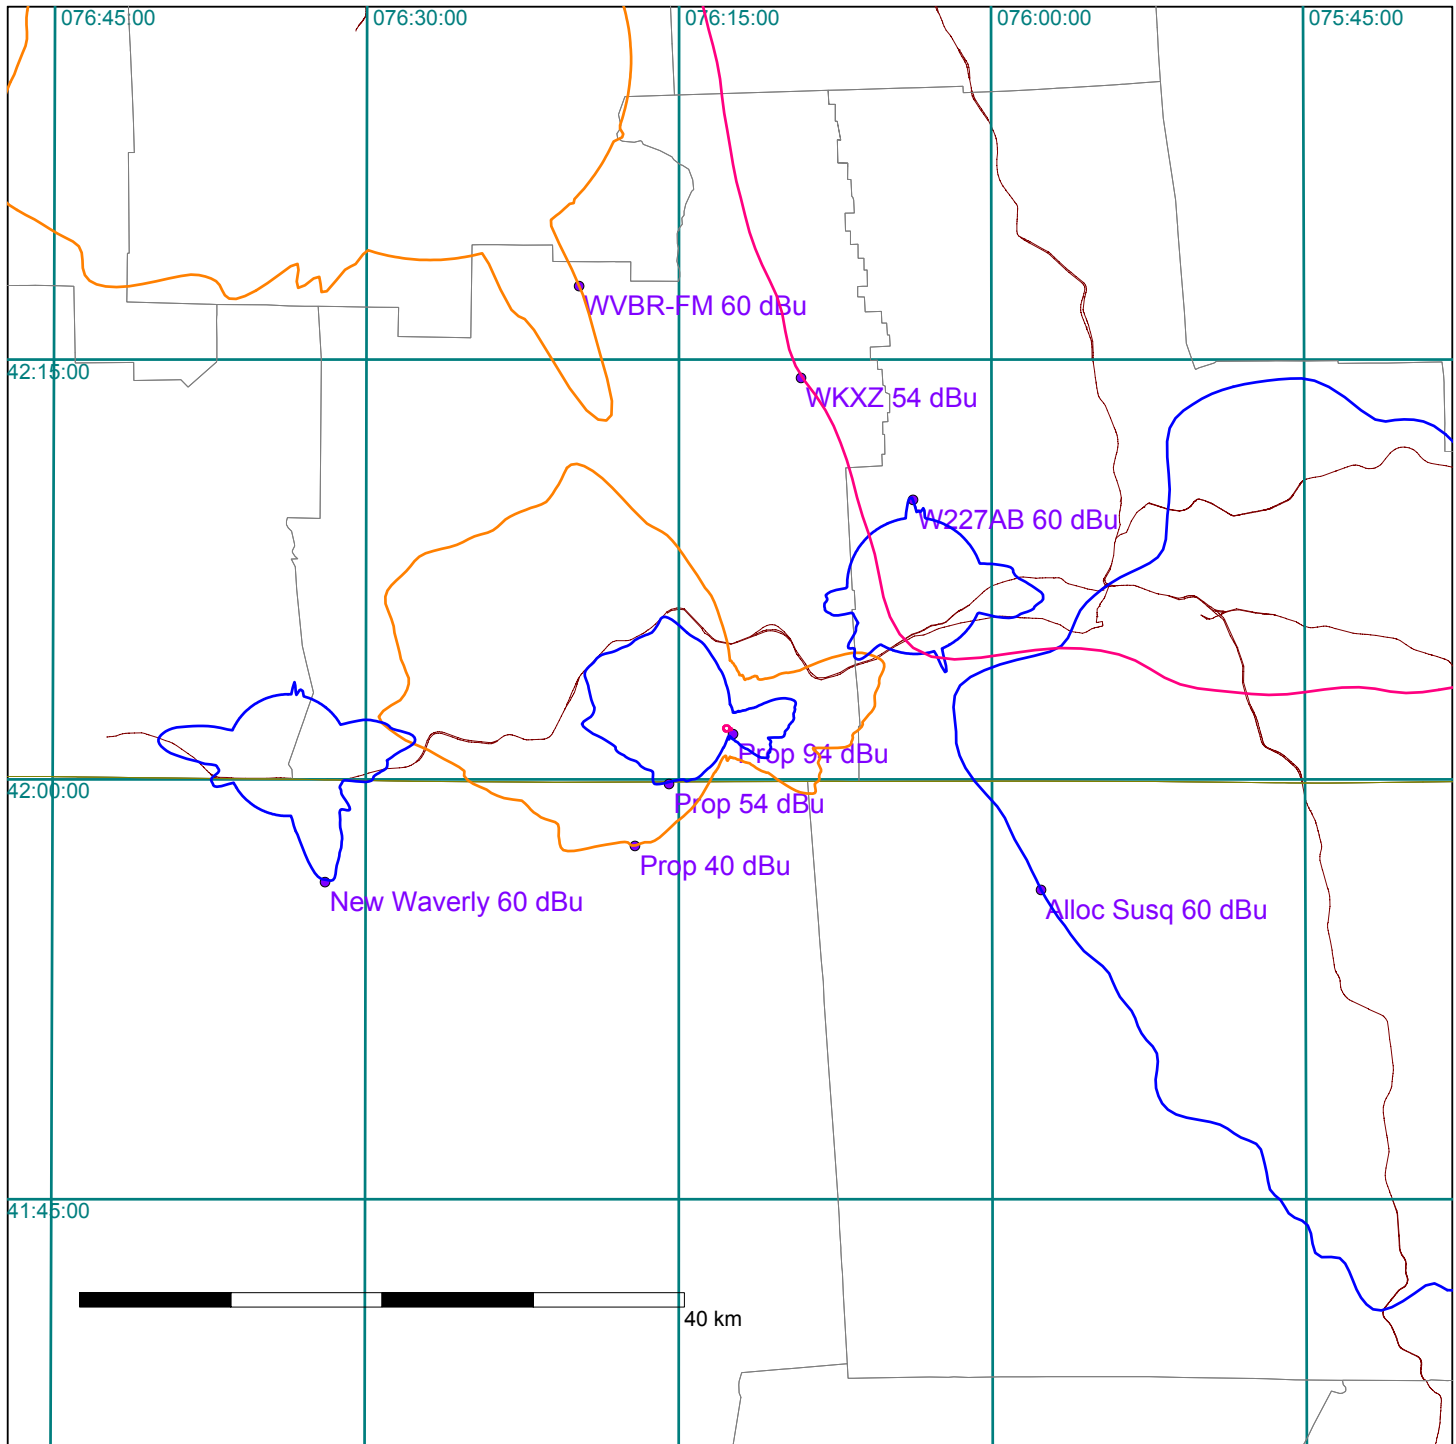 076:45:00
076:30:00
076:15:00
076:00:00
075:45:00
WVBR-FM 60 dBu
42:15:00
WKXZ 54 dBu
W227AB 60 dBu
Prop 94 dBu
42:00:00
Prop 54 dBu
Prop 40 dBu
New Waverly 60 dBu
Alloc Susq 60 dBu
41:45:00
40 km